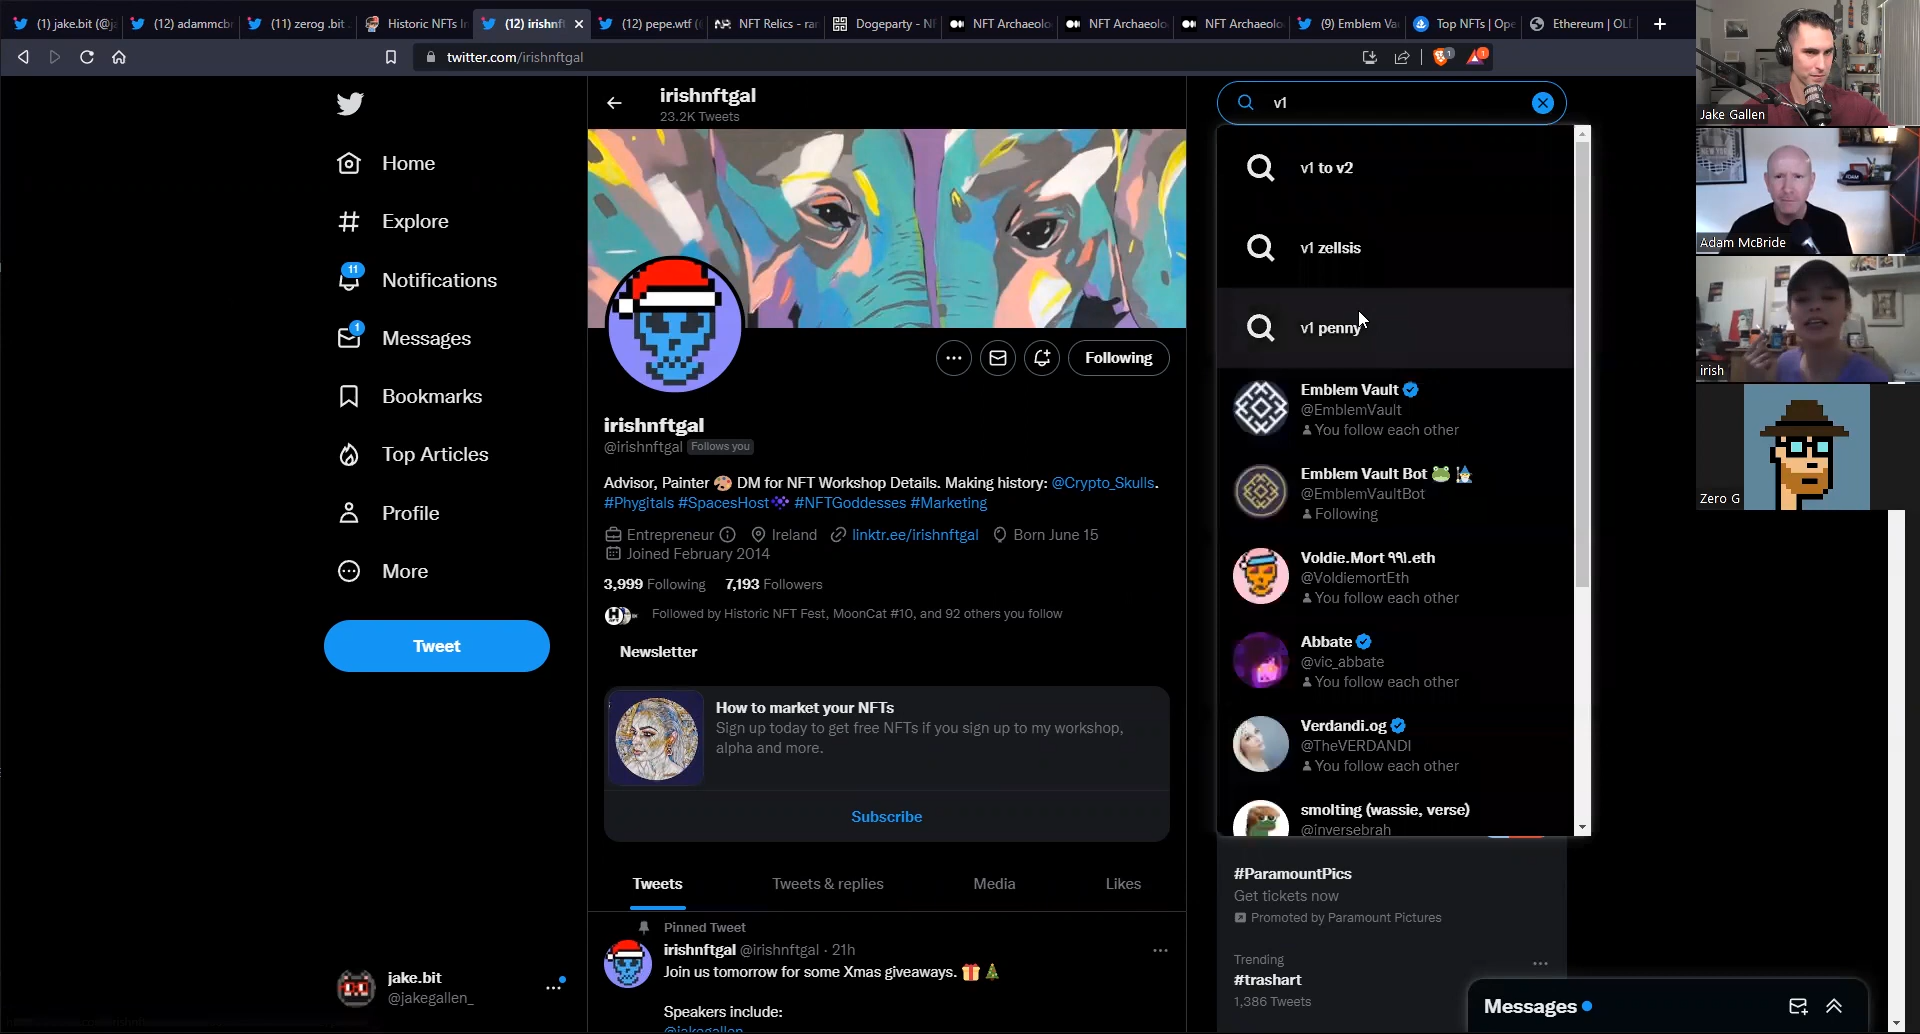 (1) jake.bit (@j
(12) adammcb
(11) zerog .bit
Historic NFTs In
(12) irishnft
(12) pepe.wtf (
NFT Relics - ra
Dogeparty - N
NFT Archaeolo
NFT Archaeolo
NFT Archaeolo
(9) Emblem Va
Top NFTs | Ope
Ethereum | OL
twitter.com/irishnftgal
1
1
Home
Explore
11
Notifications
1
Messages
Bookmarks
Top Articles
Profile
More
Tweet
jake.bit
@jakegallen_
irishnftgal
23.2K Tweets
Following
irishnftgal
@irishnftgal Follows you
Advisor, Painter 🎨 DM for NFT Workshop Details. Making history: @Crypto_Skulls.
#Phygitals #SpacesHost #NFTGoddesses #Marketing
Entrepreneur Ireland linktr.ee/irishnftgal Born June 15
Joined February 2014
3,999 Following 7,193 Followers
Followed by Historic NFT Fest, MoonCat #10, and 92 others you follow
Newsletter
How to market your NFTs
Sign up today to get free NFTs if you sign up to my workshop,
alpha and more.
Subscribe
Tweets
Tweets & replies
Media
Likes
Pinned Tweet
irishnftgal @irishnftgal · 21h
Join us tomorrow for some Xmas giveaways. 🎁🎄
Speakers include:
@jakegallen
v1
v1 to v2
v1 zellsis
v1 penny
Emblem Vault
@EmblemVault
You follow each other
Emblem Vault Bot 🐸 🧙‍♂️
@EmblemVaultBot
Following
Voldie.Mort ٩٩١.eth
@VoldiemortEth
You follow each other
Abbate
@vic_abbate
You follow each other
Verdandi.og
@TheVERDANDI
You follow each other
smolting (wassie, verse)
@inversebrah
#ParamountPics
Get tickets now
Promoted by Paramount Pictures
Trending
#trashart
1,386 Tweets
Messages
Jake Gallen
Adam McBride
irish
Zero G